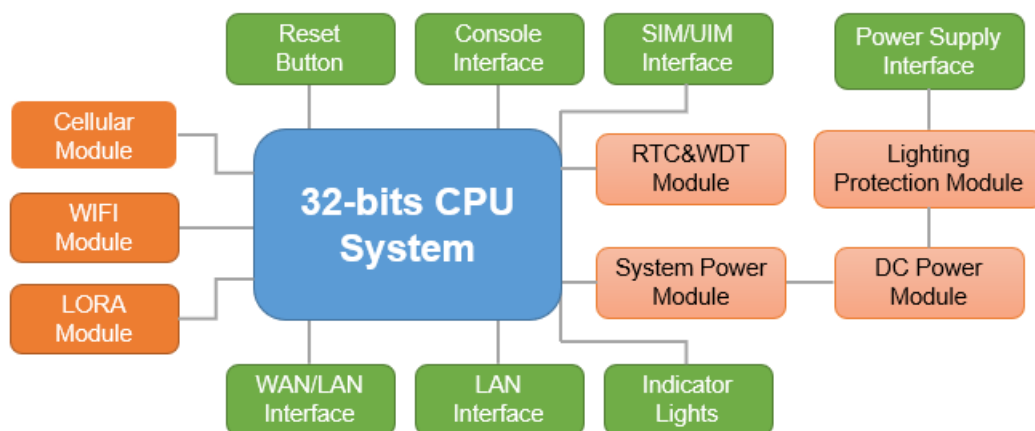 Reset
Button
Console
Interface
SIM/UIM
Interface
Power Supply
Interface
Cellular
Module
RTC&WDT
Module
Lighting
Protection Module
WIFI
Module
32-bits CPU
System
LORA
Module
System Power
Module
DC Power
Module
WAN/LAN
Interface
LAN
Interface
Indicator
Lights